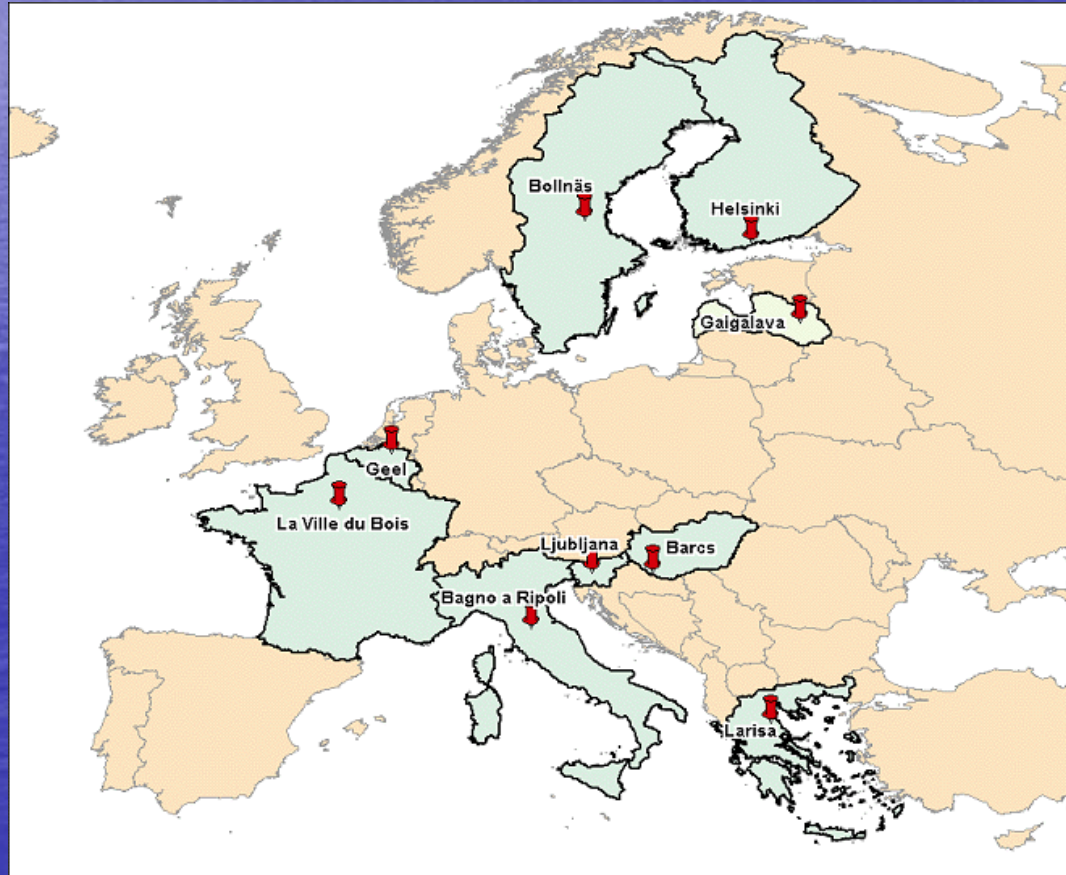 Bollnäs
Helsinki
Gaigalava
Geel
La Ville du Bois
Ljubljana
Barcs
Bagno a Ripoli
Larisa